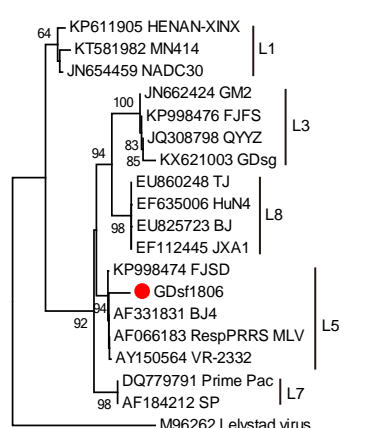 64
KP611905 HENAN-XINX
KT581982 MN414
JN654459 NADC30
L1
100
JN662424 GM2
KP998476 FJFS
JQ308798 QYYZ
83
85
KX621003 GDsg
L3
94
EU860248 TJ
EF635006 HuN4
EU825723 BJ
98
EF112445 JXA1
L8
KP998474 FJSD
GDsf1806
94
AF331831 BJ4
92
AF066183 RespPRRS MLV
AY150564 VR-2332
L5
DQ779791 Prime Pac
98
AF184212 SP
L7
M96262 Lelystad virus